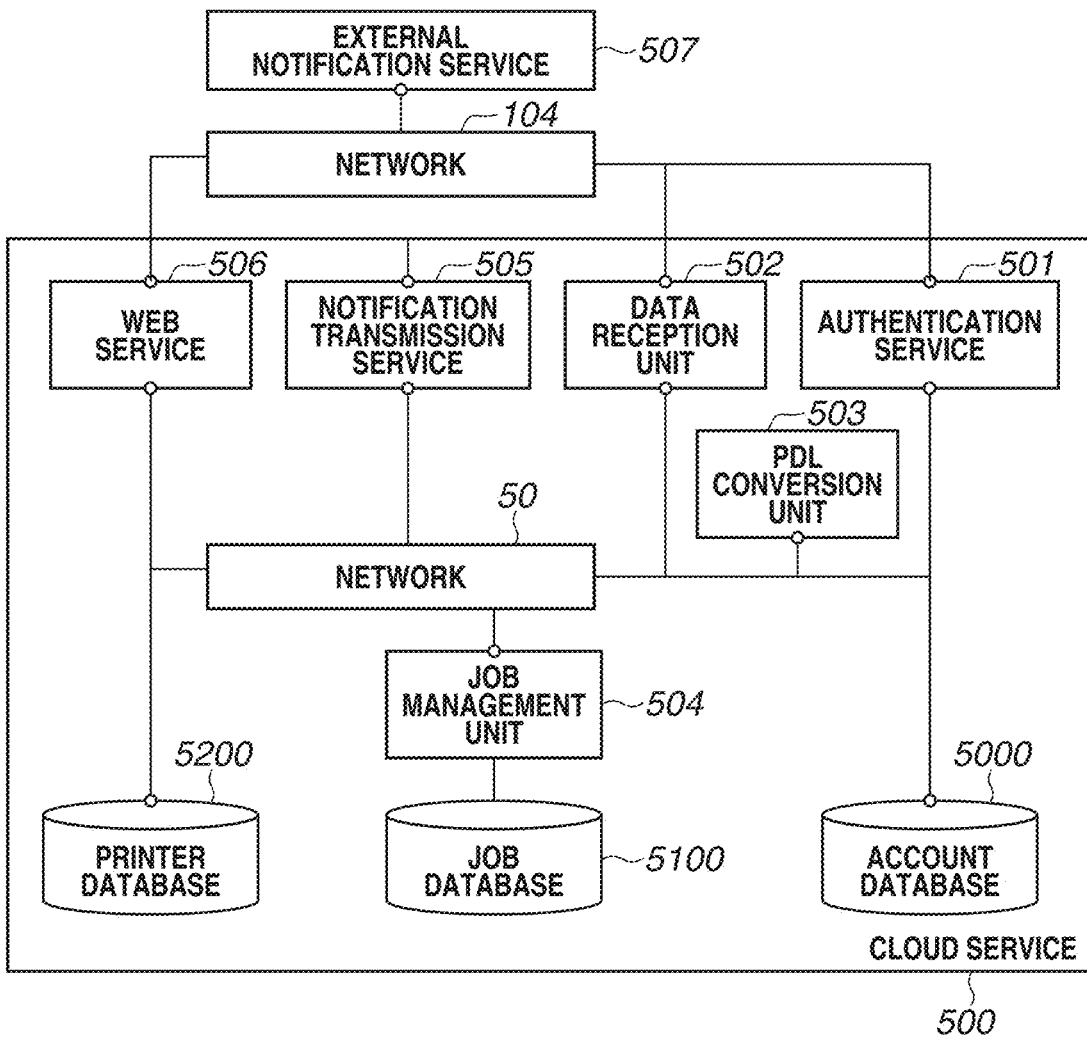 EXTERNAL
NOTIFICATION SERVICE
507
104
NETWORK
506
505
502
501
WEB
SERVICE
NOTIFICATION
TRANSMISSION
SERVICE
DATA
RECEPTION
UNIT
AUTHENTICATION
SERVICE
503
PDL
CONVERSION
UNIT
50
NETWORK
JOB
MANAGEMENT
UNIT
504
5200
5000
PRINTER
DATABASE
JOB
DATABASE
5100
ACCOUNT
DATABASE
CLOUD SERVICE
500